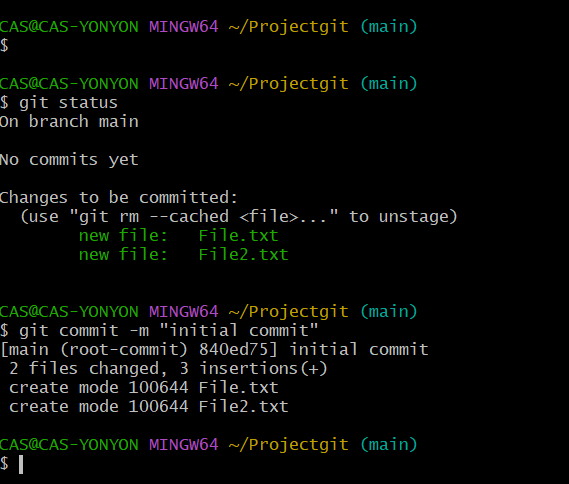 CAS@CAS-YONYON MINGW64 ~/Projectgit (main)
$
CAS@CAS-YONYON MINGW64 ~/Projectgit (main)
$ git status
On branch main
No commits yet
Changes to be committed:
  (use "git rm --cached <file>..." to unstage)
        new file:   File.txt
        new file:   File2.txt
CAS@CAS-YONYON MINGW64 ~/Projectgit (main)
$ git commit -m "initial commit"
[main (root-commit) 840ed75] initial commit
 2 files changed, 3 insertions(+)
 create mode 100644 File.txt
 create mode 100644 File2.txt
CAS@CAS-YONYON MINGW64 ~/Projectgit (main)
$